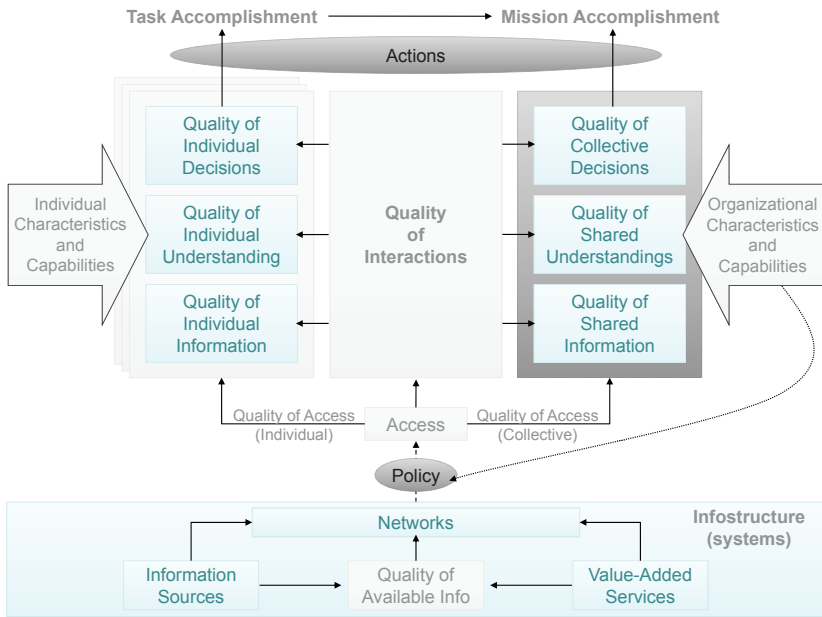 Task Accomplishment
Mission Accomplishment
Actions
Quality of
Individual
Decisions
Quality of
Collective
Decisions
Individual
Characteristics
and
Capabilities
Quality of
Individual
Understanding
Quality
of
Interactions
Quality of
Shared
Understandings
Organizational
Characteristics
and
Capabilities
Quality of
Individual
Information
Quality of
Shared
Information
Quality of Access
(Individual)
Access
Quality of Access
(Collective)
Policy
Networks
Infostructure
(systems)
Information
Sources
Quality of
Available Info
Value-Added
Services